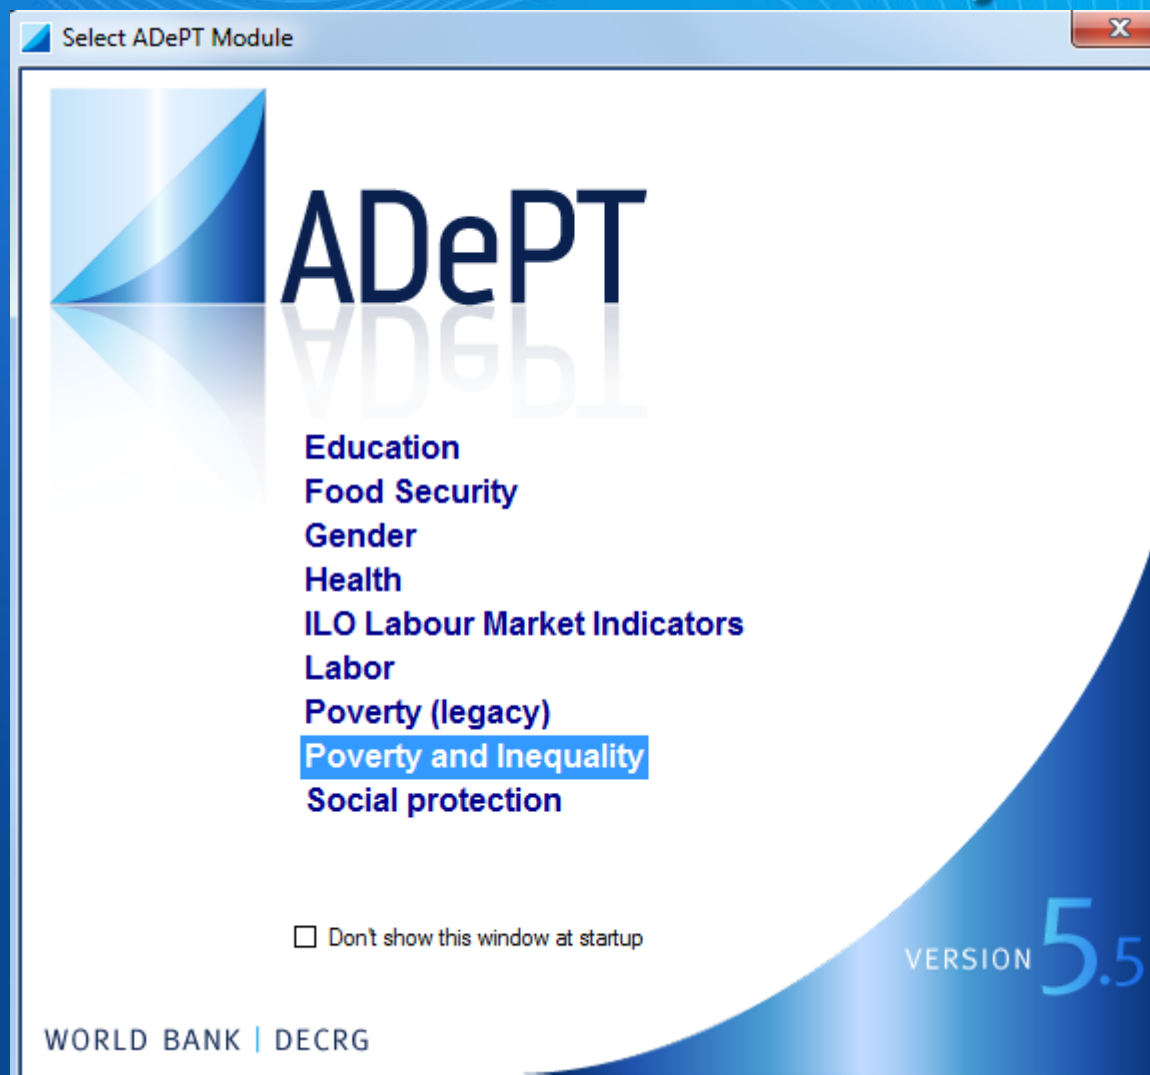 Select ADePT Module
ADePT
Education
Food Security
Gender
Health
ILO Labour Market Indicators
Labor
Poverty (legacy)
Poverty and Inequality
Social protection
Don't show this window at startup
VERSION 5.5
WORLD BANK | DECRG